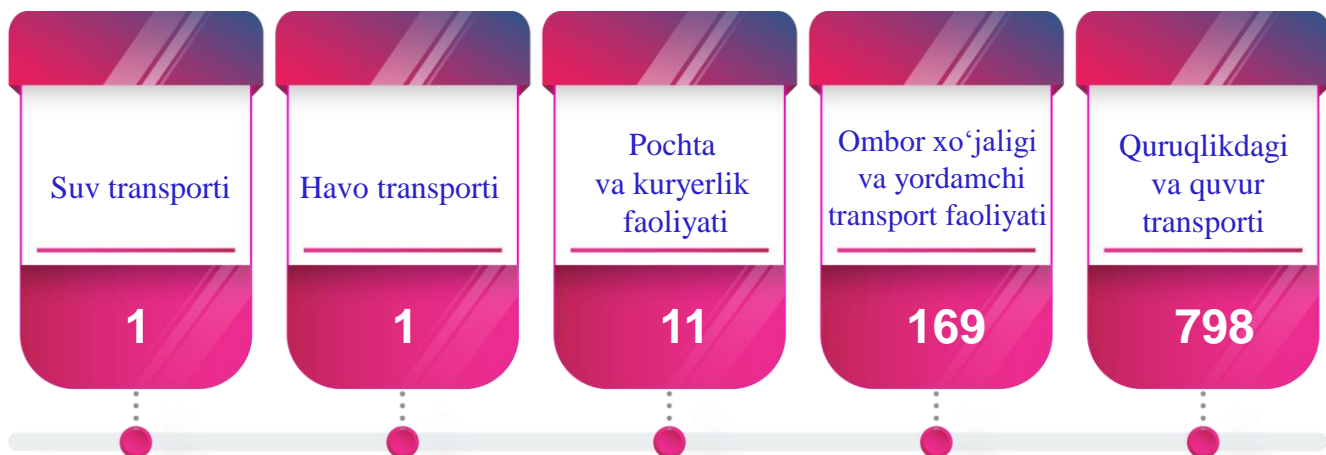 Suv transporti
1
Havo transporti
1
Pochta
va kuryerlik
faoliyati
11
Ombor xo‘jaligi
va yordamchi
transport faoliyati
169
Quruqlikdagi
va quvur
transporti
798